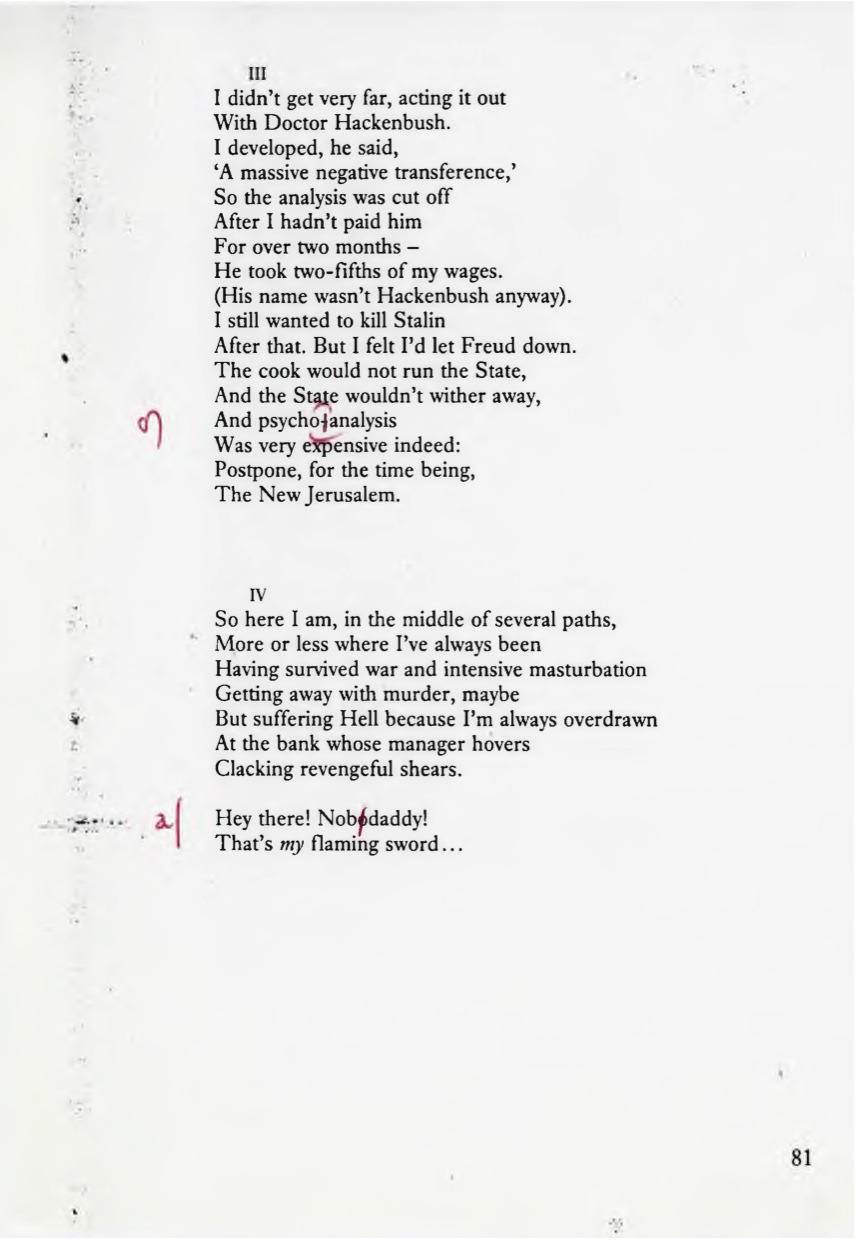 III
I didn't get very far, acting it out
With Doctor Hackenbush.
I developed, he said,
‘A massive negative transference,’
So the analysis was cut off
After I hadn't paid him
For over two months –
He took two-fifths of my wages.
(His name wasn't Hackenbush anyway).
I still wanted to kill Stalin
After that. But I felt I'd let Freud down.
The cook would not run the State,
And the State wouldn't wither away,
And psycho-analysis
Was very expensive indeed:
Postpone, for the time being,
The New Jerusalem.
IV
So here I am, in the middle of several paths,
More or less where I've always been
Having survived war and intensive masturbation
Getting away with murder, maybe
But suffering Hell because I'm always overdrawn
At the bank whose manager hovers
Clacking revengeful shears.
a/ Hey there! Nobodaddy!
That's my flaming sword...
81